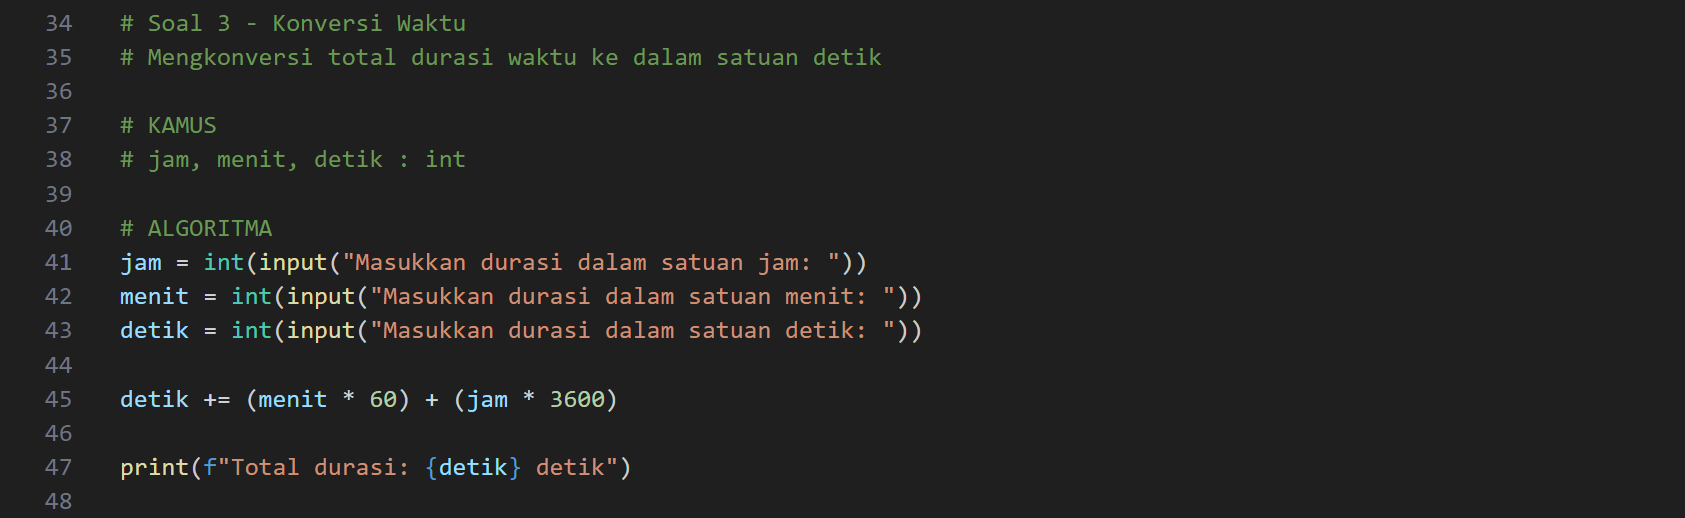 34 # Soal 3 - Konversi Waktu
35 # Mengkonversi total durasi waktu ke dalam satuan detik
36
37 # KAMUS
38 # jam, menit, detik : int
39
40 # ALGORITMA
41 jam = int(input("Masukkan durasi dalam satuan jam: "))
42 menit = int(input("Masukkan durasi dalam satuan menit: "))
43 detik = int(input("Masukkan durasi dalam satuan detik: "))
44
45 detik += (menit * 60) + (jam * 3600)
46
47 print(f"Total durasi: {detik} detik")
48